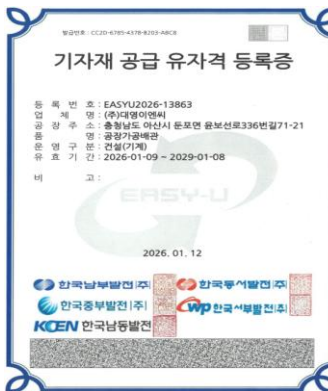 발급번호 : CC2D-6785-4378-8203-A8C8
기자재 공급 유자격 등록증
등 록 번 호 : EASYU2026-13863
업 체 명 : (주)대영이엔씨
공 장 주 소 : 충청남도 아산시 둔포면 윤보선로336번길71-21
품 명 : 공장가공배관
운 영 구 분 : 건설(기계)
유 효 기 간 : 2026-01-09 ~ 2029-01-08
비 고 :
EASY-U
2026. 01. 12
한국남부발전(주) 한국동서발전(주)
한국중부발전(주) WP 한국서부발전(주)
KOEN 한국남동발전